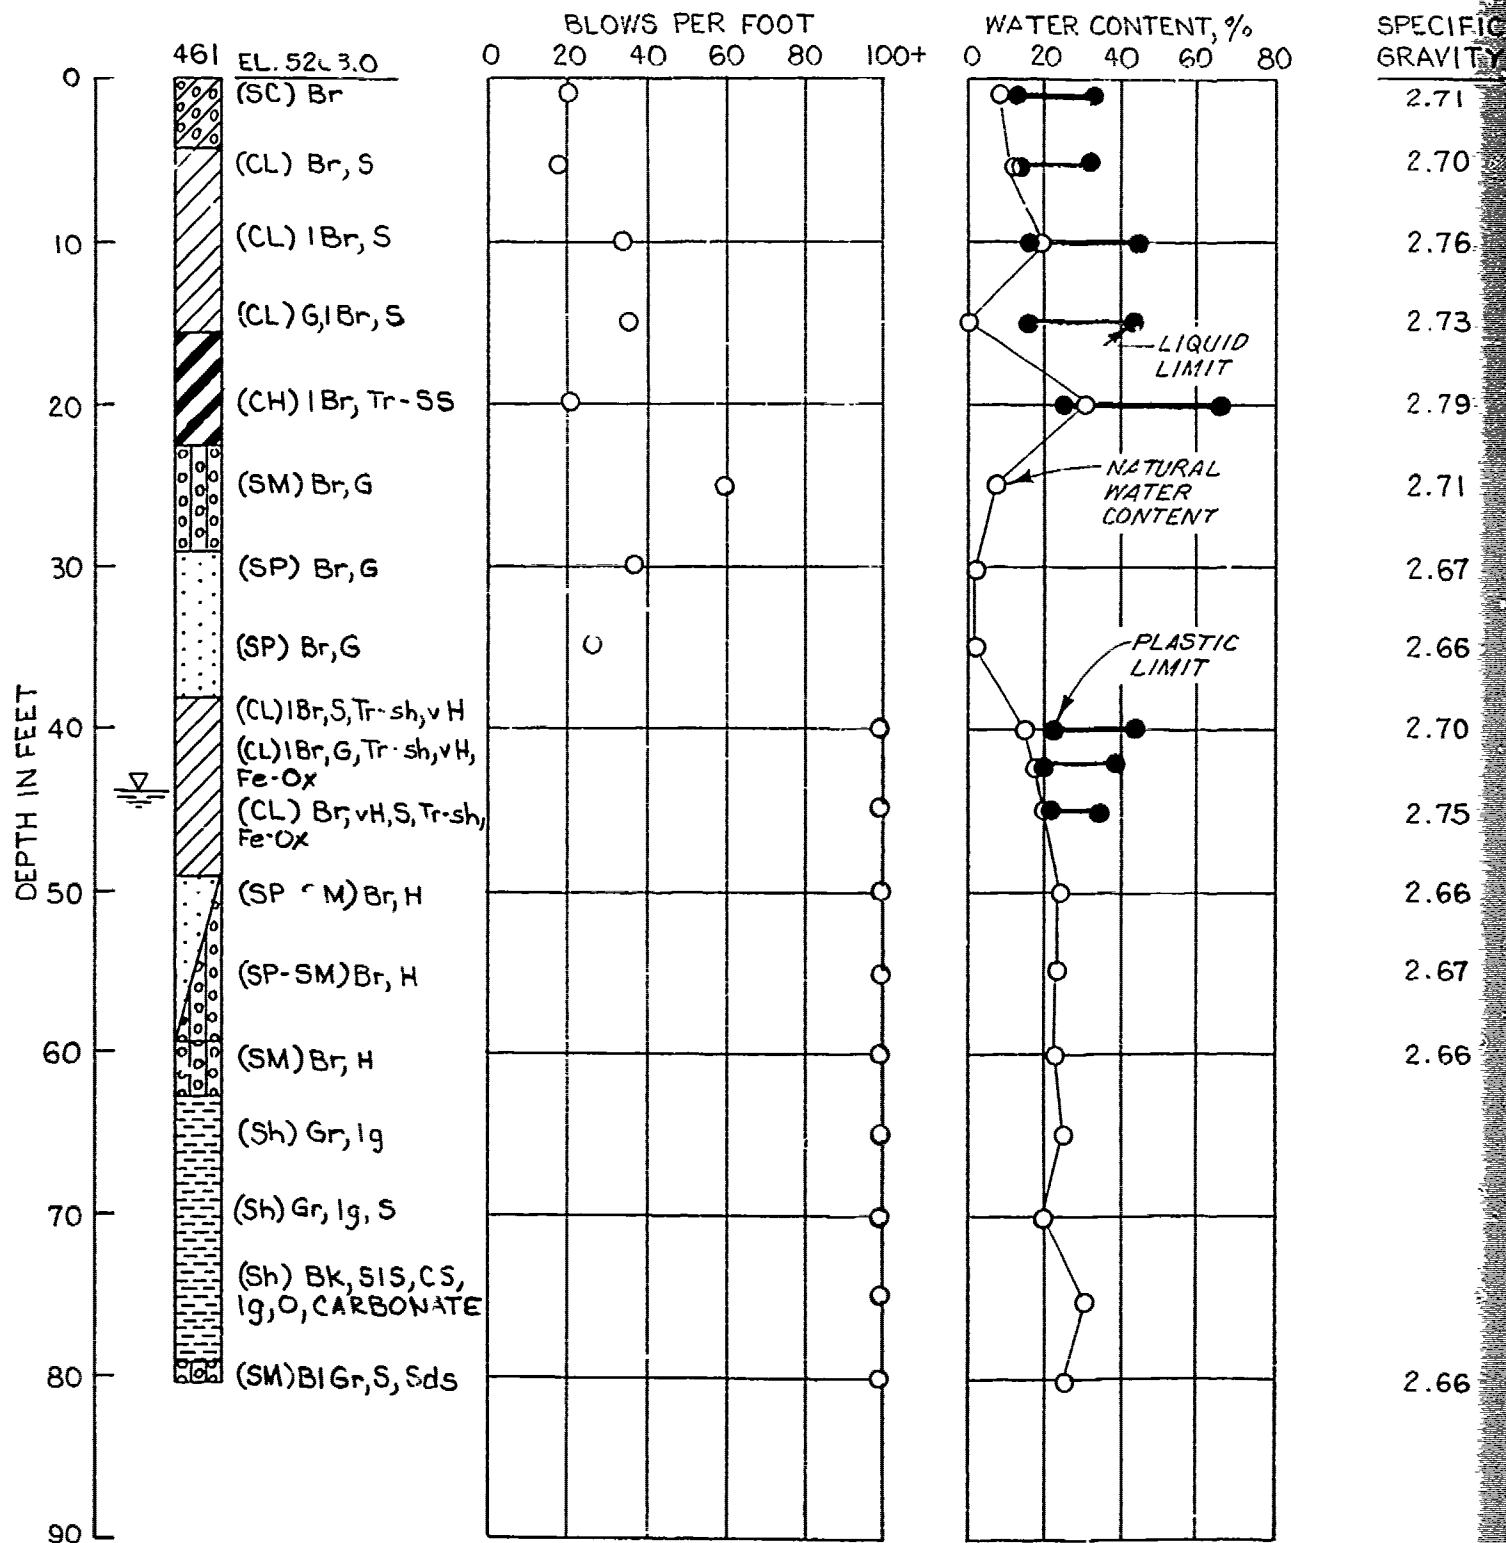 BLOWS PER FOOT
WATER CONTENT, %
SPECIFIC
GRAVITY
461
0 20 40 60 80 100+
0 20 40 60 80
0
(SC) Br
2.71
(CL) Br, S
2.70
10
(CL) lBr, S
2.76
(CL) G, lBr, S
2.73
LIQUID
LIMIT
20
(CH) lBr, Tr-SS
2.79
(SM) Br, G
NATURAL
WATER
CONTENT
2.71
30
(SP) Br, G
2.67
(SP) Br, G
PLASTIC
LIMIT
2.66
DEPTH IN FEET
(CL) lBr, S, Tr-sh, vH
40
2.70
(CL) lBr, G, Tr-sh, vH,
Fe-Ox
(CL) Br, vH, S, Tr-sh,
Fe-Ox
2.75
50
(SP M) Br, H
2.66
(SP-SM) Br, H
2.67
60
(SM) Br, H
2.66
(Sh) Gr, lg
70
(Sh) Gr, lg, S
(Sh) Bk, SIS, CS,
lg, O, CARBONATE
80
(SM) BlGr, S, Sds
2.66
90